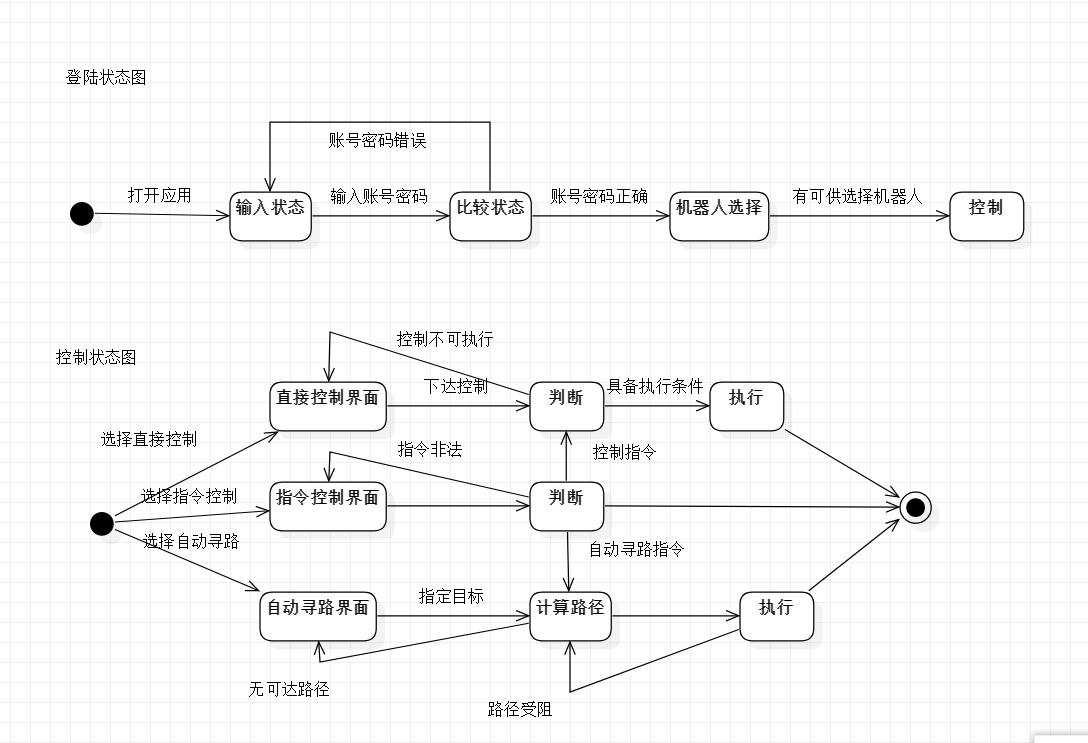 登陆状态图
账号密码错误
打开应用
输入状态
输入账号密码
比较状态
账号密码正确
机器人选择
有可供选择机器人
控制
控制状态图
控制不可执行
直接控制界面
下达控制
判断
具备执行条件
执行
选择直接控制
指令非法
控制指令
选择指令控制
指令控制界面
判断
选择自动寻路
自动寻路指令
自动寻路界面
指定目标
计算路径
执行
无可达路径
路径受阻